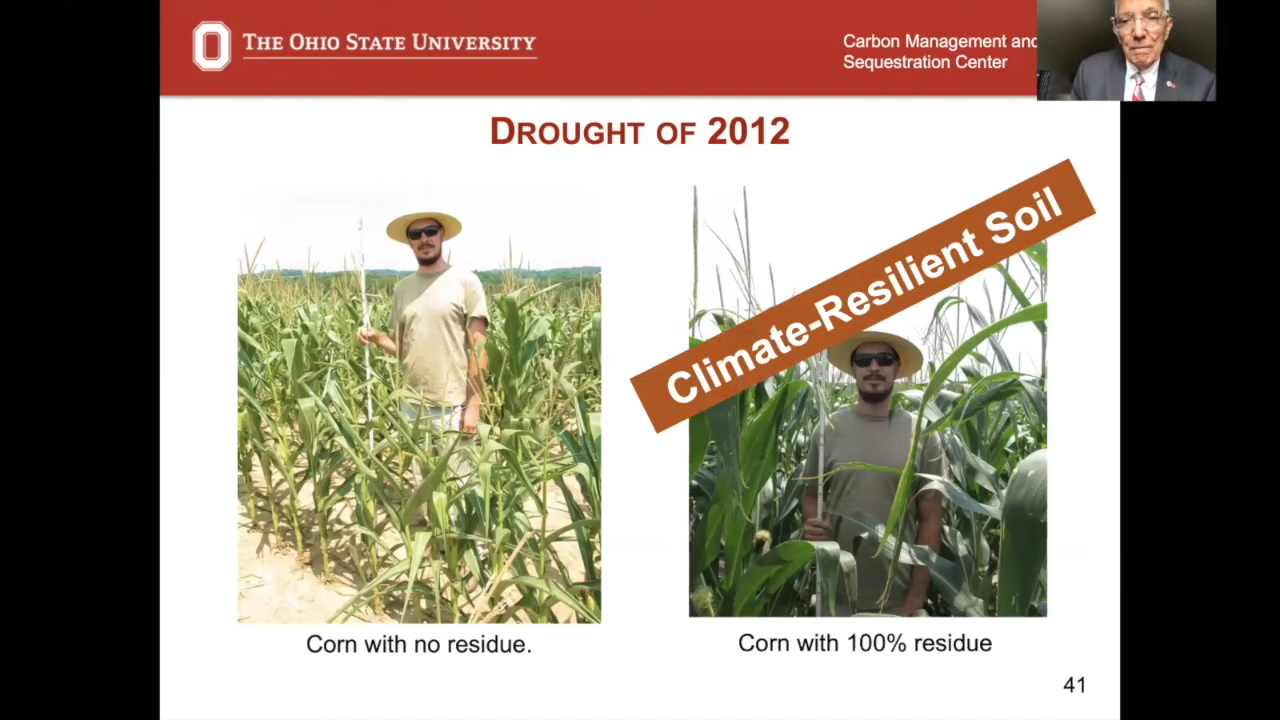 THE OHIO STATE UNIVERSITY
Carbon Management and
Sequestration Center
DROUGHT OF 2012
Climate-Resilient Soil
Corn with no residue.
Corn with 100% residue
41